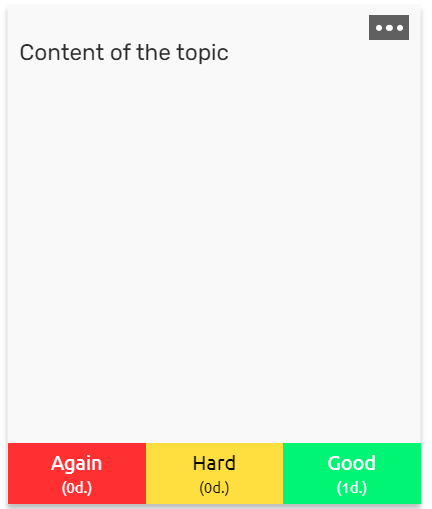 Content of the topic
Again
Hard
Good
(0d.)
(0d.)
(1d.)